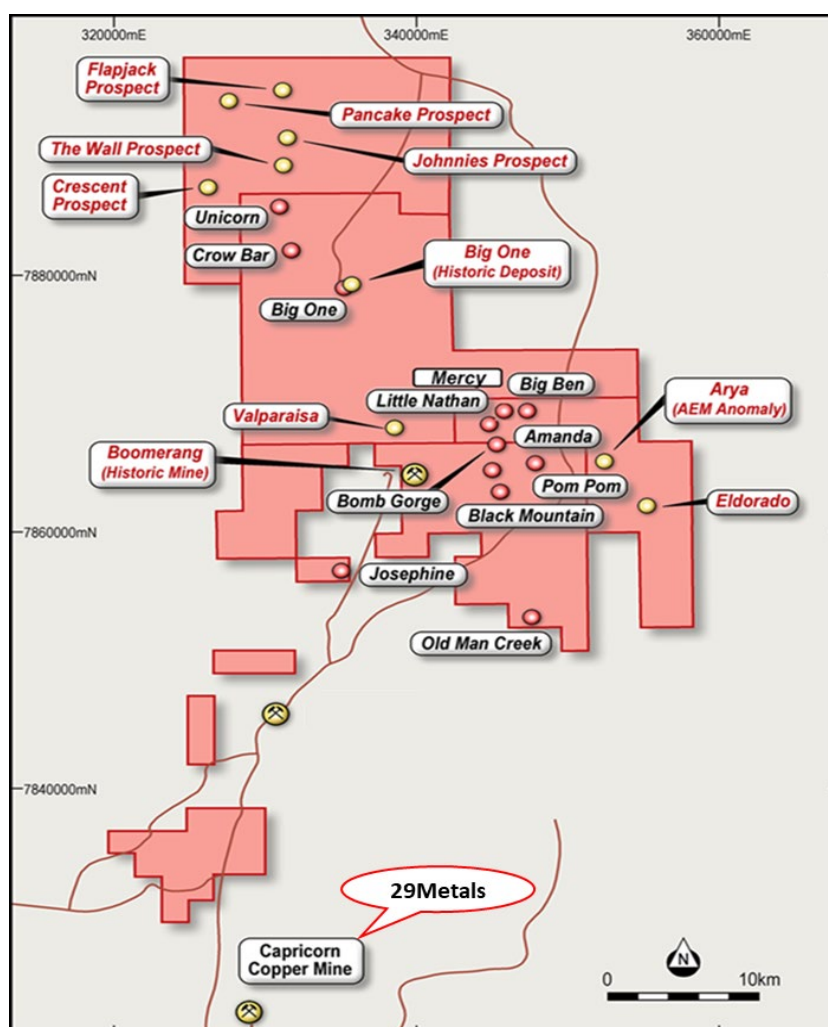 320000mE
340000mE
360000mE
Flapjack
Prospect
Pancake Prospect
The Wall Prospect
Johnnies Prospect
Crescent
Prospect
Unicorn
Crow Bar
Big One
(Historic Deposit)
7880000mN
Big One
Mercy
Big Ben
Little Nathan
Arya
(AEM Anomaly)
Valparaisa
Amanda
Boomerang
(Historic Mine)
Pom Pom
Bomb Gorge
Eldorado
Black Mountain
7860000mN
Josephine
Old Man Creek
7840000mN
29Metals
Capricorn
Copper Mine
N
0
10km